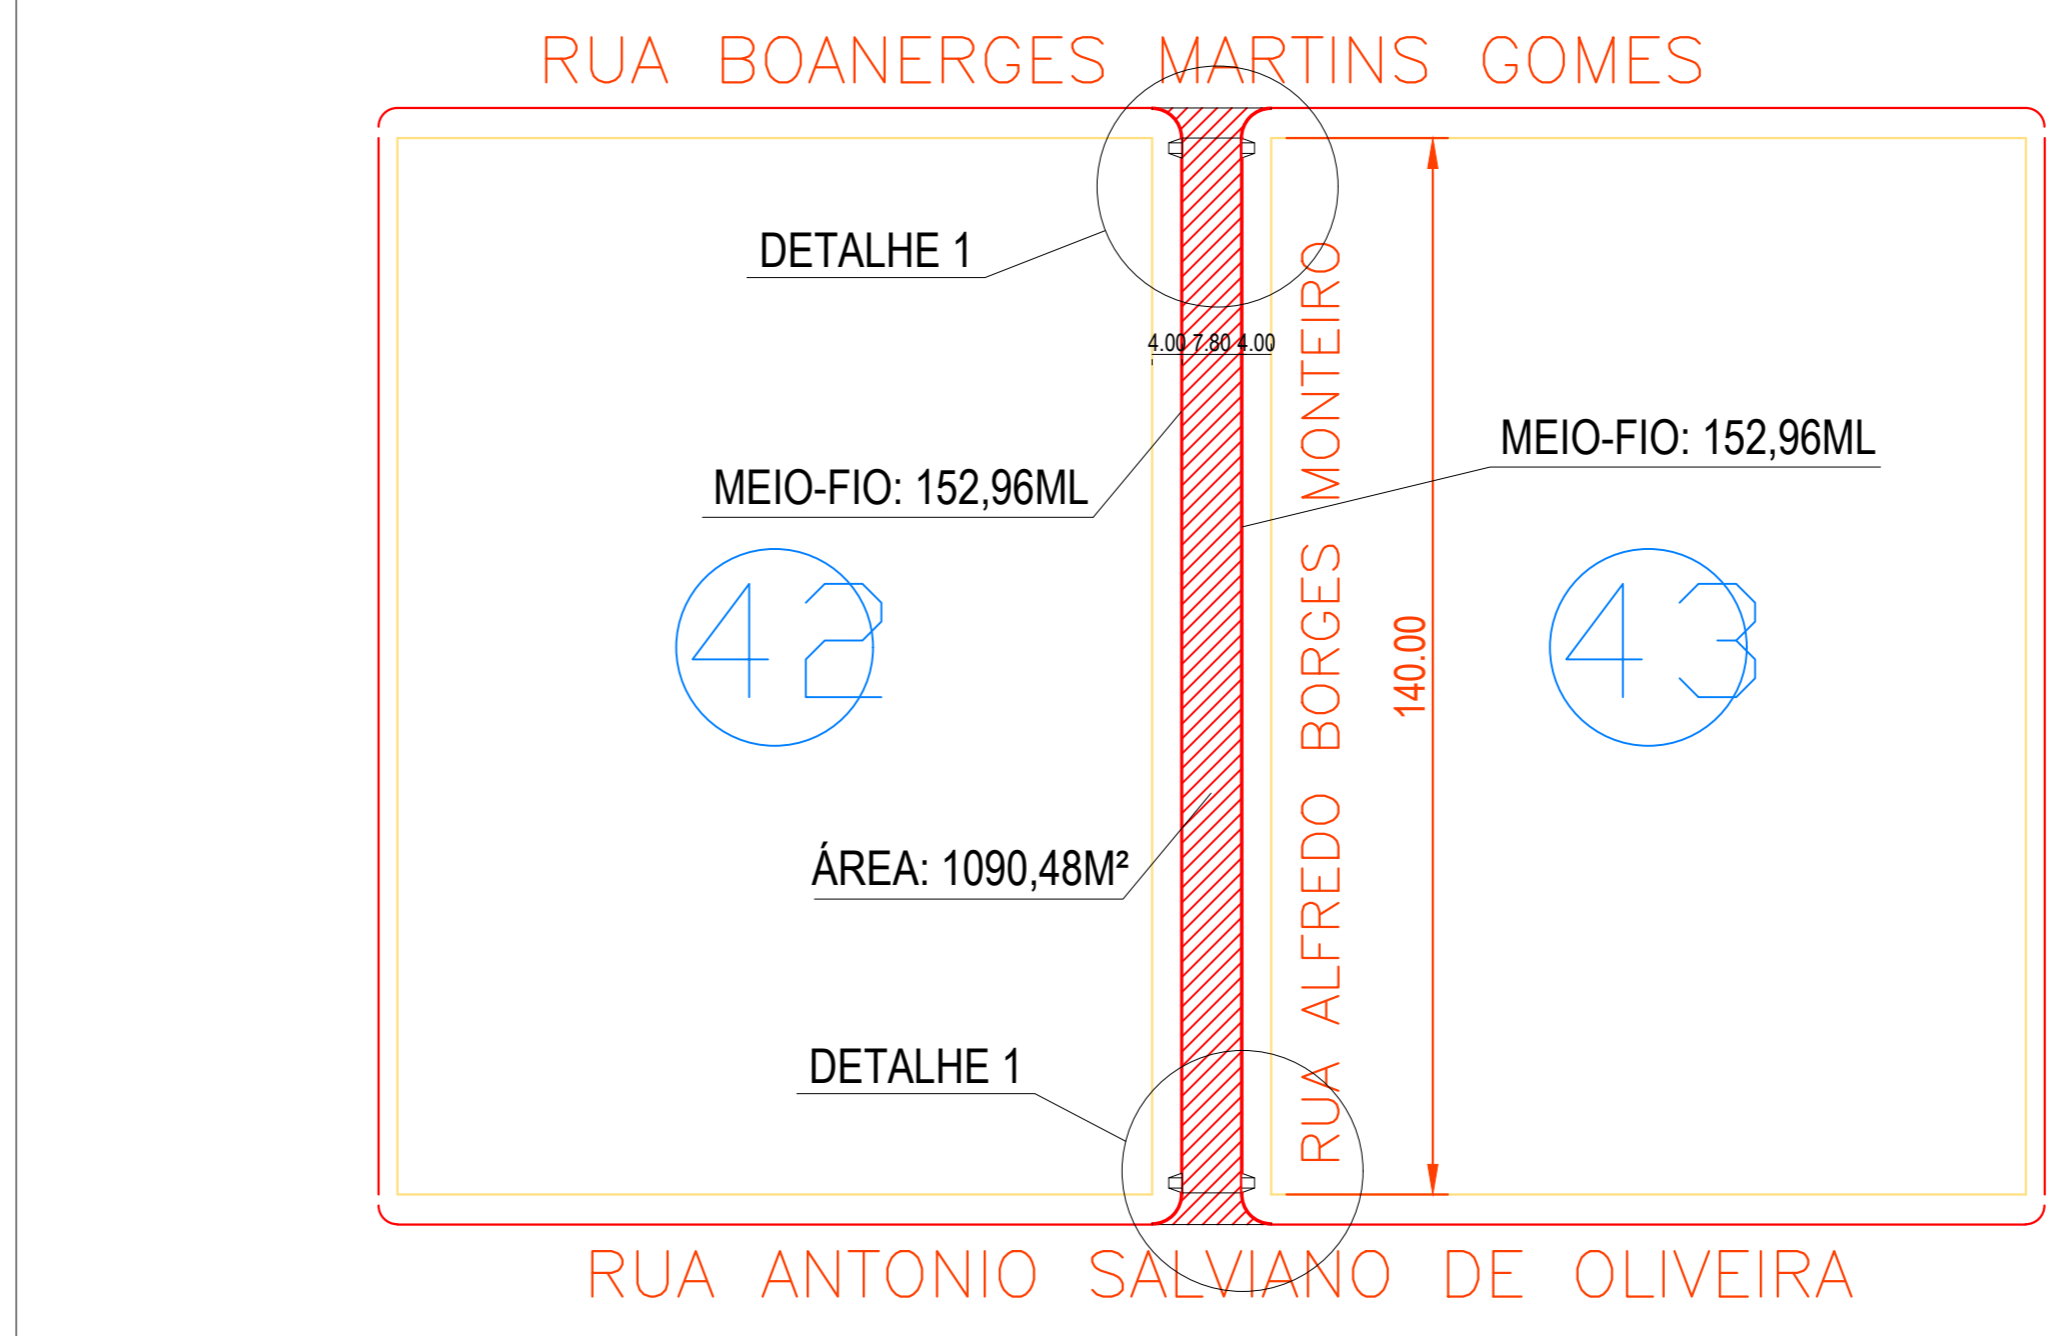 RUA BOANERGES MARTINS GOMES
DETALHE 1
4.00 7.80 4.00
MEIO-FIO: 152,96ML
MEIO-FIO: 152,96ML
42
43
140.00
RUA ALFREDO BORGES MONTEIRO
ÁREA: 1090,48M²
DETALHE 1
RUA ANTONIO SALVIANO DE OLIVEIRA